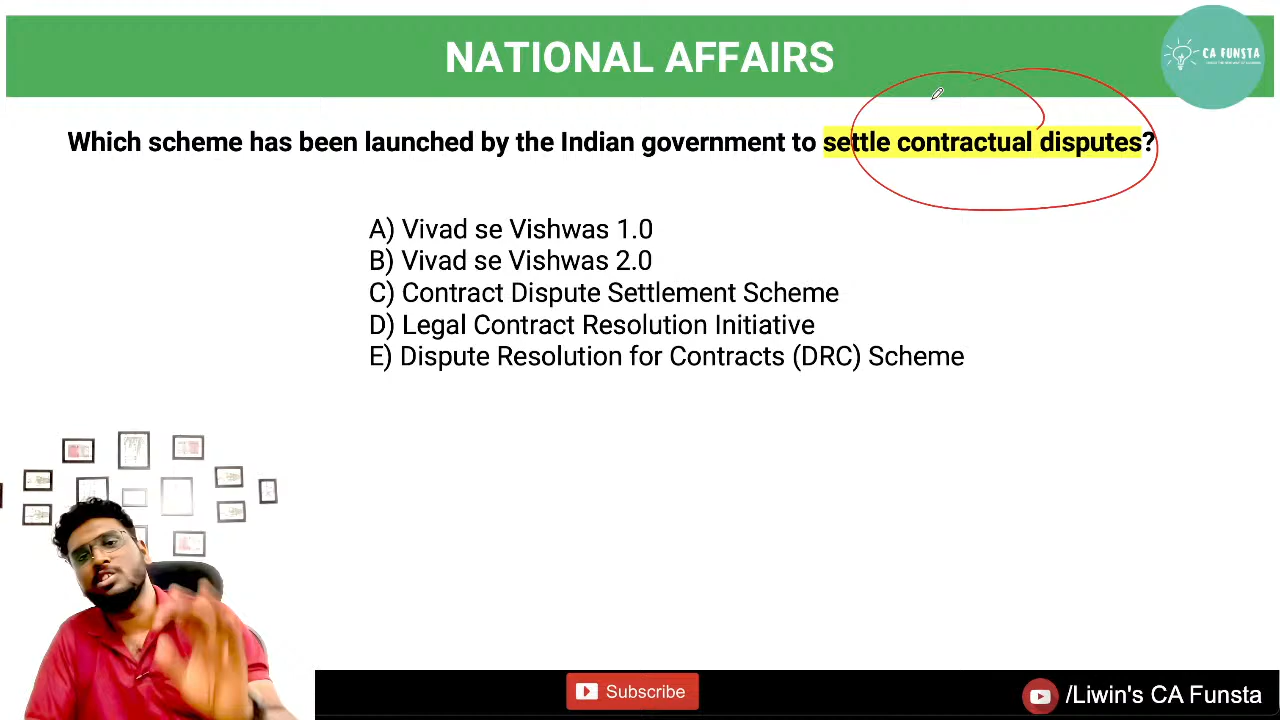 NATIONAL AFFAIRS
CA FUNSTA
Which scheme has been launched by the Indian government to settle contractual disputes?
A) Vivad se Vishwas 1.0
B) Vivad se Vishwas 2.0
C) Contract Dispute Settlement Scheme
D) Legal Contract Resolution Initiative
E) Dispute Resolution for Contracts (DRC) Scheme
Subscribe
/Liwin's CA Funsta